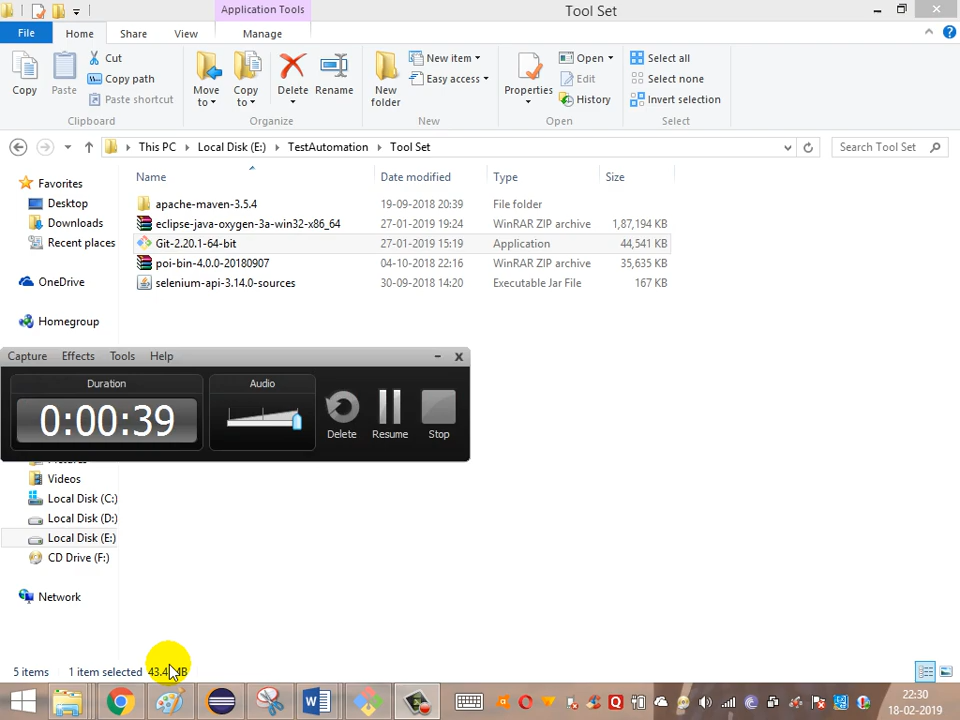 Application Tools
Tool Set
File
Home
Share
View
Manage
Copy
Paste
Cut
Copy path
Paste shortcut
Clipboard
Move to
Copy to
Delete
Rename
Organize
New folder
New item
Easy access
New
Properties
Open
Edit
History
Open
Select all
Select none
Invert selection
Select
This PC
Local Disk (E:)
TestAutomation
Tool Set
Search Tool Set
Name
Date modified
Type
Size
apache-maven-3.5.4 19-09-2018 20:39 File folder
eclipse-java-oxygen-3a-win32-x86_64 27-01-2019 19:24 WinRAR ZIP archive 1,87,194 KB
Git-2.20.1-64-bit 27-01-2019 15:19 Application 44,541 KB
poi-bin-4.0.0-20180907 04-10-2018 22:16 WinRAR ZIP archive 35,635 KB
selenium-api-3.14.0-sources 30-09-2018 14:20 Executable Jar File 167 KB
Favorites
Desktop
Downloads
Recent places
OneDrive
Homegroup
Capture Effects Tools Help
Duration
0:00:39
Audio
Delete
Resume
Stop
Videos
Local Disk (C:)
Local Disk (D:)
Local Disk (E:)
CD Drive (F:)
Network
5 items 1 item selected
22:30
18-02-2019